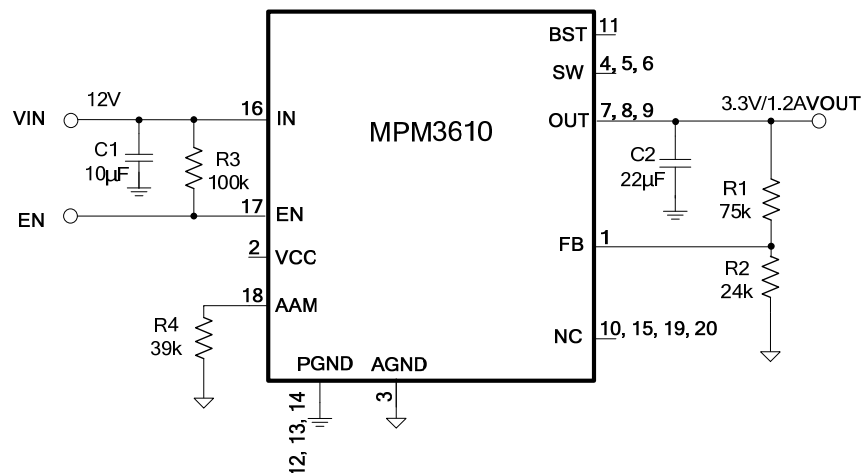 BST
11
SW
4, 5, 6
VIN
12V
16
IN
MPM3610
OUT
7, 8, 9
3.3V/1.2A VOUT
C1
10µF
R3
100k
C2
22µF
R1
75k
EN
17
EN
FB
1
2
VCC
R2
24k
18
AAM
R4
39k
NC
10, 15, 19, 20
PGND
AGND
12, 13, 14
3